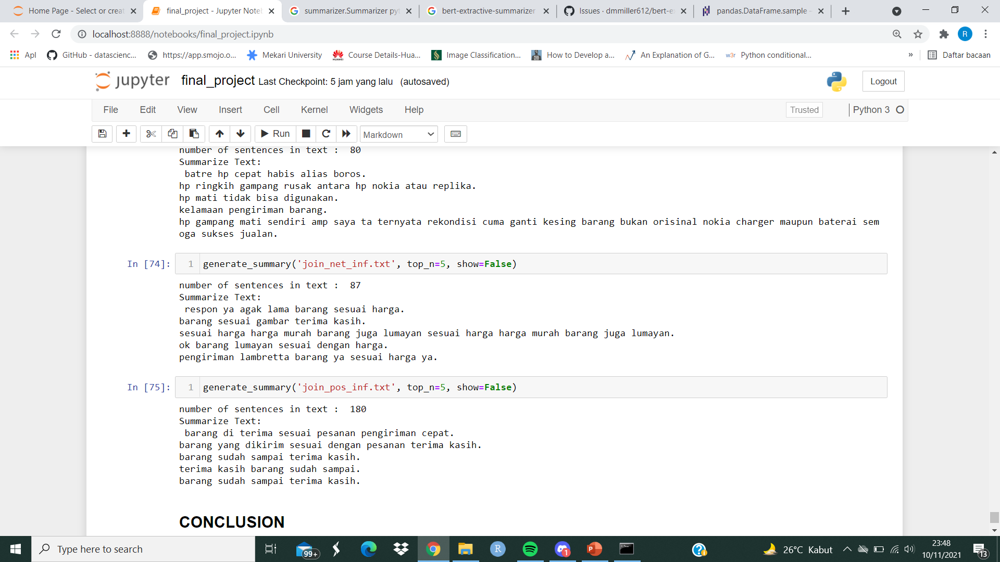 Home Page - Select or creat
final_project - Jupyter Note
summarizer.Summarizer py
bert-extractive-summarizer
Issues · dmmiller612/bert-e
pandas.DataFrame.sample -
localhost:8888/notebooks/final_project.ipynb
R
Apl
GitHub - datascienc...
https://app.smojo.o...
Mekari University
HUAWEI
Course Details-Hua...
Image Classification...
How to Develop a...
An Explanation of G...
w3r
Python conditional...
»
Daftar bacaan
jupyter
final_project Last Checkpoint: 5 jam yang lalu (autosaved)
Logout
File
Edit
View
Insert
Cell
Kernel
Widgets
Help
Trusted
Python 3
Run
Markdown
number of sentences in text :  80
Summarize Text:
batre hp cepat habis alias boros.
hp ringkih gampang rusak antara hp nokia atau replika.
hp mati tidak bisa digunakan.
kelamaan pengiriman barang.
hp gampang mati sendiri amp saya ta ternyata rekondisi cuma ganti kesing barang bukan orisinal nokia charger maupun baterai sem
oga sukses jualan.
In [74]:
1 generate_summary('join_net_inf.txt', top_n=5, show=False)
number of sentences in text :  87
Summarize Text:
respon ya agak lama barang sesuai harga.
barang sesuai gambar terima kasih.
sesuai harga harga murah barang juga lumayan sesuai harga harga murah barang juga lumayan.
ok barang lumayan sesuai dengan harga.
pengiriman lambretta barang ya sesuai harga ya.
In [75]:
1 generate_summary('join_pos_inf.txt', top_n=5, show=False)
number of sentences in text :  180
Summarize Text:
barang di terima sesuai pesanan pengiriman cepat.
barang yang dikirim sesuai dengan pesanan terima kasih.
barang sudah sampai terima kasih.
terima kasih barang sudah sampai.
barang sudah sampai terima kasih.
CONCLUSION
Type here to search
99+
R
1
P
26°C Kabut
23:48
10/11/2021
13